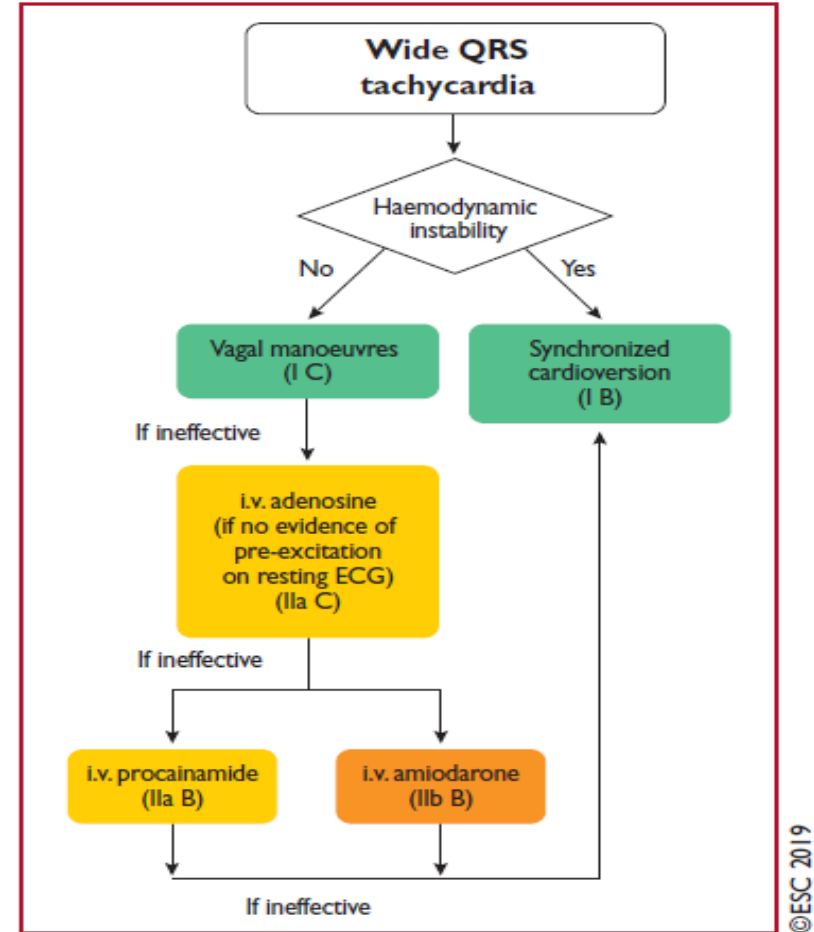 Wide QRS
tachycardia
Haemodynamic
instability
No
Yes
Vagal manoeuvres
(I C)
Synchronized
cardioversion
(I B)
If ineffective
i.v. adenosine
(if no evidence of
pre-excitation
on resting ECG)
(IIa C)
If ineffective
i.v. procainamide
(IIa B)
i.v. amiodarone
(IIb B)
If ineffective
©ESC 2019